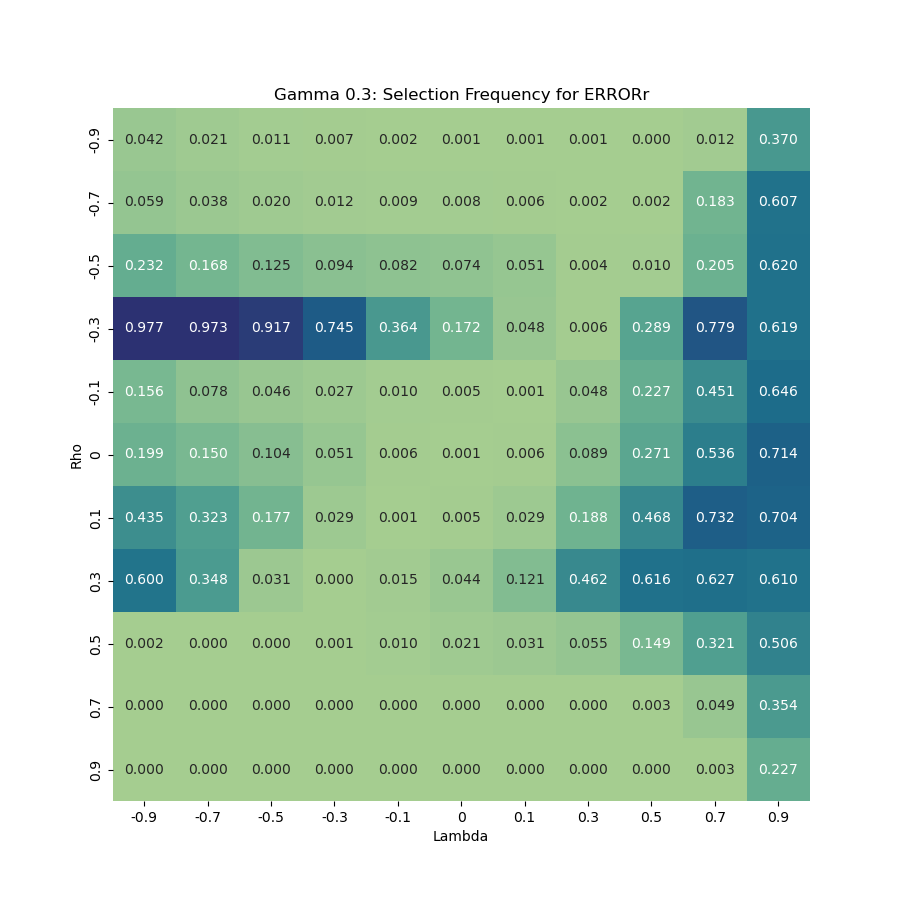 Gamma 0.3: Selection Frequency for ERRORr
-0.9 0.042 0.021 0.011 0.007 0.002 0.001 0.001 0.001 0.000 0.012 0.370
-0.7 0.059 0.038 0.020 0.012 0.009 0.008 0.006 0.002 0.002 0.183 0.607
-0.5 0.232 0.168 0.125 0.094 0.082 0.074 0.051 0.004 0.010 0.205 0.620
-0.3 0.977 0.973 0.917 0.745 0.364 0.172 0.048 0.006 0.289 0.779 0.619
-0.1 0.156 0.078 0.046 0.027 0.010 0.005 0.001 0.048 0.227 0.451 0.646
Rho
0 0.199 0.150 0.104 0.051 0.006 0.001 0.006 0.089 0.271 0.536 0.714
0.1 0.435 0.323 0.177 0.029 0.001 0.005 0.029 0.188 0.468 0.732 0.704
0.3 0.600 0.348 0.031 0.000 0.015 0.044 0.121 0.462 0.616 0.627 0.610
0.5 0.002 0.000 0.000 0.001 0.010 0.021 0.031 0.055 0.149 0.321 0.506
0.7 0.000 0.000 0.000 0.000 0.000 0.000 0.000 0.000 0.003 0.049 0.354
0.9 0.000 0.000 0.000 0.000 0.000 0.000 0.000 0.000 0.000 0.003 0.227
-0.9 -0.7 -0.5 -0.3 -0.1 0 0.1 0.3 0.5 0.7 0.9
Lambda